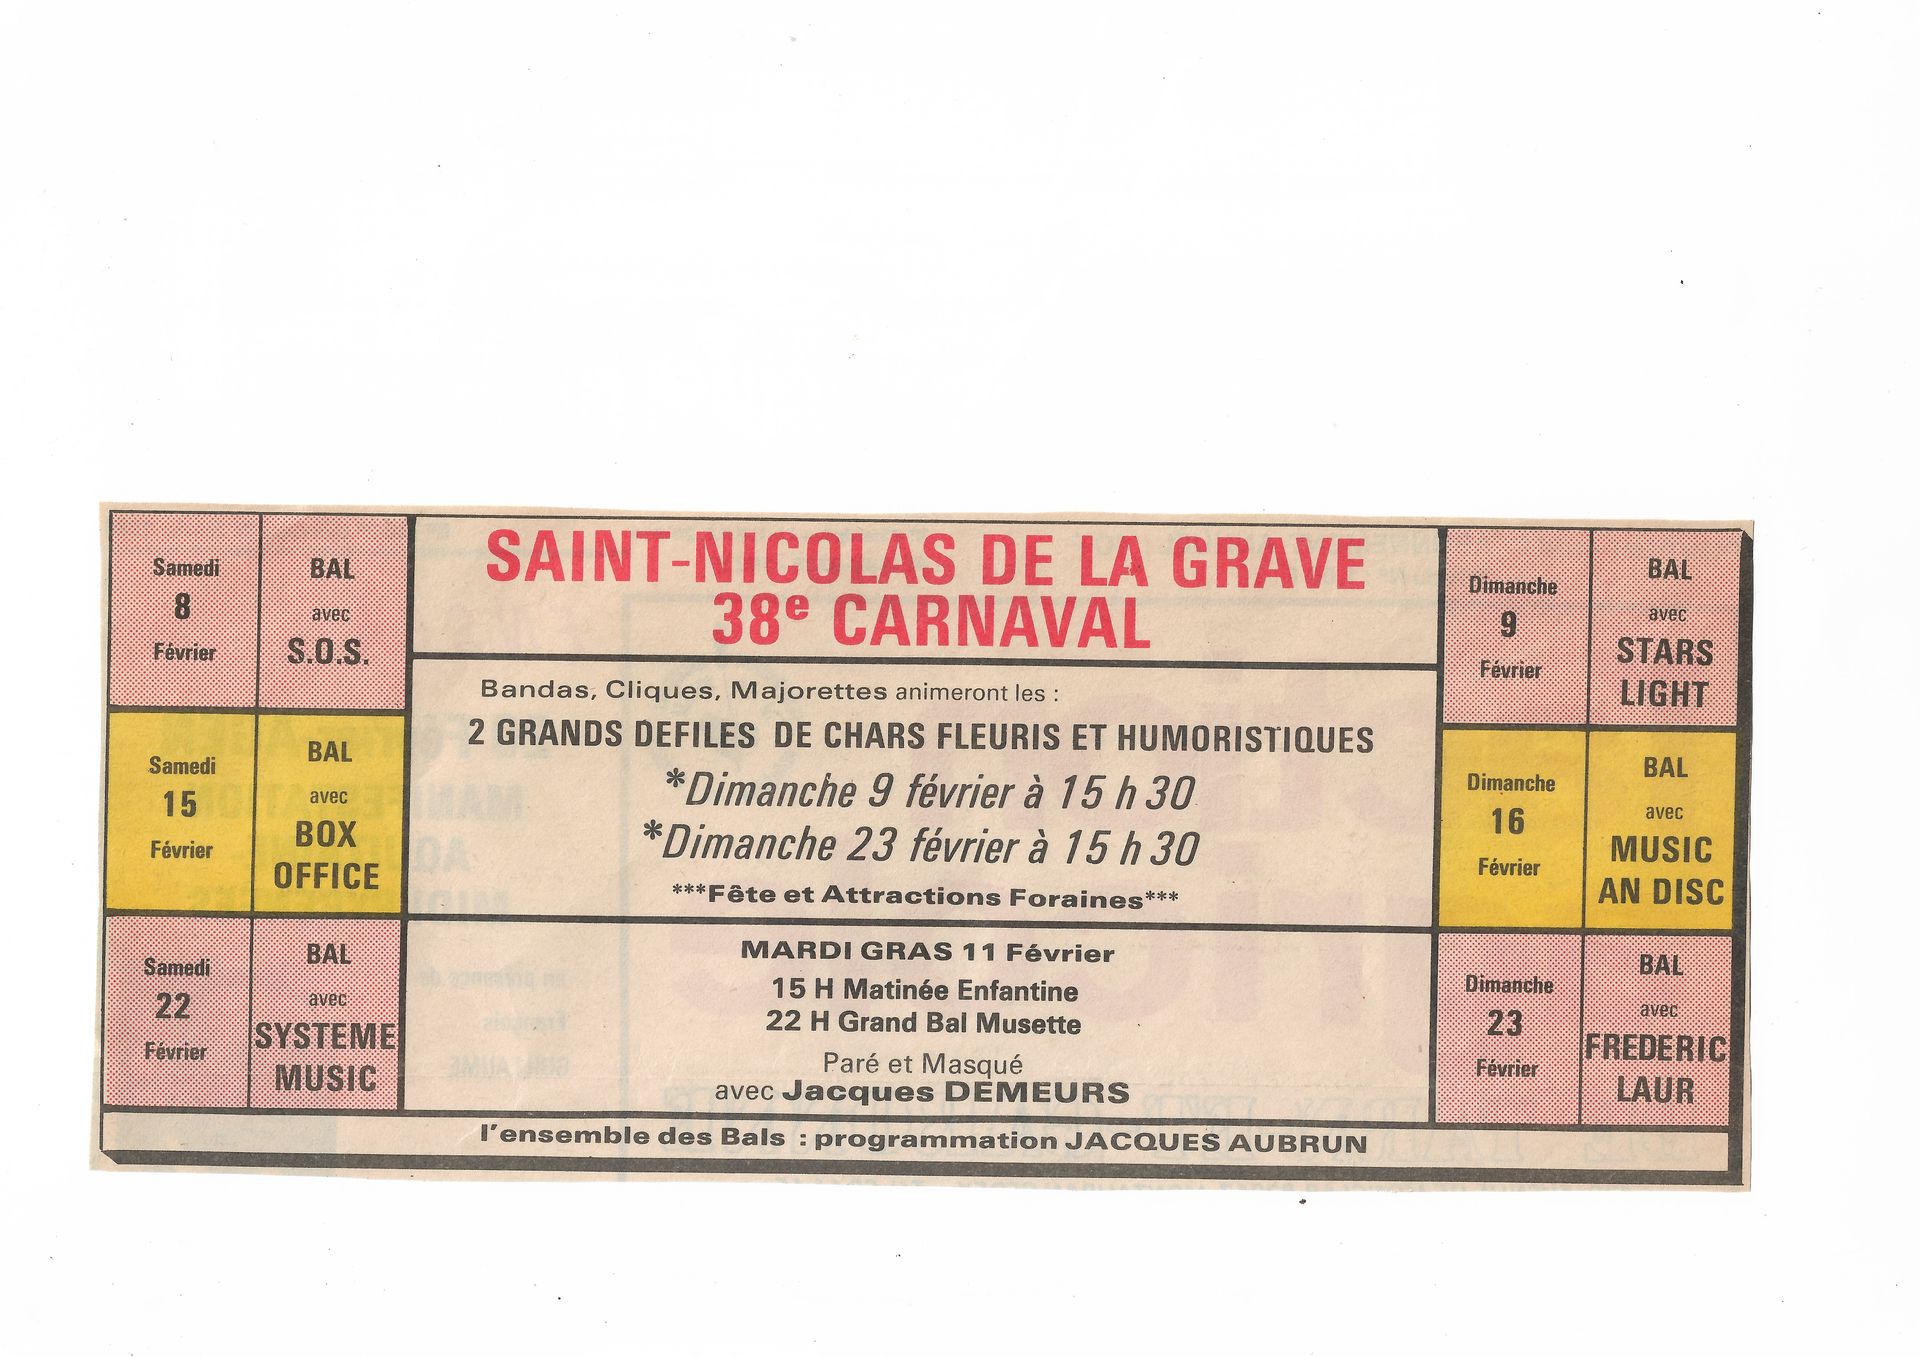 SAINT-NICOLAS DE LA GRAVE
38e CARNAVAL
Samedi
8
Février
BAL
avec
S.O.S.
Samedi
15
Février
BAL
avec
BOX
OFFICE
Samedi
22
Février
BAL
avec
SYSTEME
MUSIC
Bandas, Cliques, Majorettes animeront les :
2 GRANDS DEFILES DE CHARS FLEURIS ET HUMORISTIQUES
*Dimanche 9 février à 15 h 30
*Dimanche 23 février à 15 h 30
***Fête et Attractions Foraines***
MARDI GRAS 11 Février
15 H Matinée Enfantine
22 H Grand Bal Musette
Paré et Masqué
avec Jacques DEMEURS
Dimanche
9
Février
BAL
avec
STARS
LIGHT
Dimanche
16
Février
BAL
avec
MUSIC
AN DISC
Dimanche
23
Février
BAL
avec
FREDERIC
LAUR
l'ensemble des Bals : programmation JACQUES AUBRUN